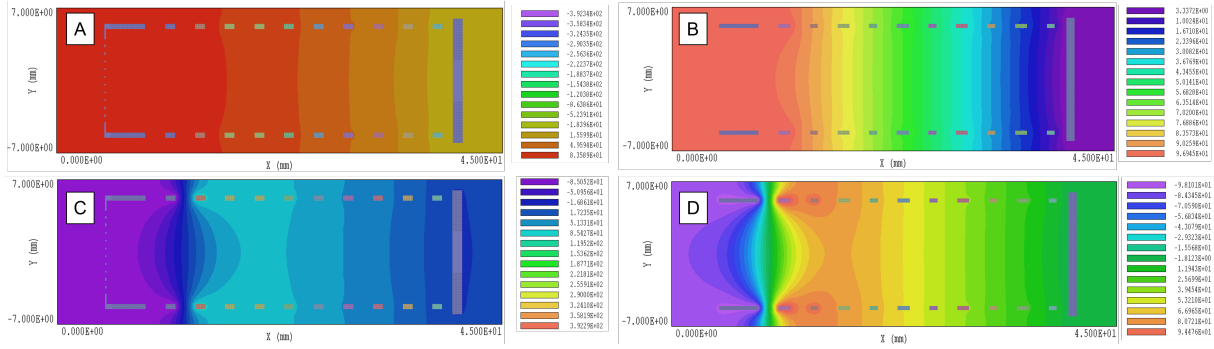 7.000E+00
A
Y (mm)
-7.000E+00
0.000E+00
X (mm)
4.500E+01
-3.9234E+02
-3.5835E+02
-3.2435E+02
-2.9035E+02
-2.5636E+02
-2.2237E+02
-1.8837E+02
-1.5438E+02
-1.2038E+02
-8.6386E+01
-5.2391E+01
-1.8396E+01
1.5599E+01
4.9594E+01
8.3589E+01
7.000E+00
B
Y (mm)
-7.000E+00
0.000E+00
X (mm)
4.500E+01
3.3372E+00
1.0024E+01
1.6710E+01
2.3396E+01
3.0082E+01
3.6769E+01
4.3455E+01
5.0141E+01
5.6828E+01
6.3514E+01
7.0200E+01
7.6886E+01
8.3573E+01
9.0259E+01
9.6945E+01
7.000E+00
C
Y (mm)
-7.000E+00
0.000E+00
X (mm)
4.500E+01
-8.5052E+01
-5.0956E+01
-1.6861E+01
1.7235E+01
5.1331E+01
8.5427E+01
1.1952E+02
1.5362E+02
1.8771E+02
2.2181E+02
2.5591E+02
2.9000E+02
3.2410E+02
3.5819E+02
3.9229E+02
7.000E+00
D
Y (mm)
-7.000E+00
0.000E+00
X (mm)
4.500E+01
-9.8101E+01
-8.4345E+01
-7.0590E+01
-5.6834E+01
-4.3079E+01
-2.9323E+01
-1.5568E+01
-1.8123E+00
1.1943E+01
2.5699E+01
3.9454E+01
5.3210E+01
6.6965E+01
8.0721E+01
9.4476E+01